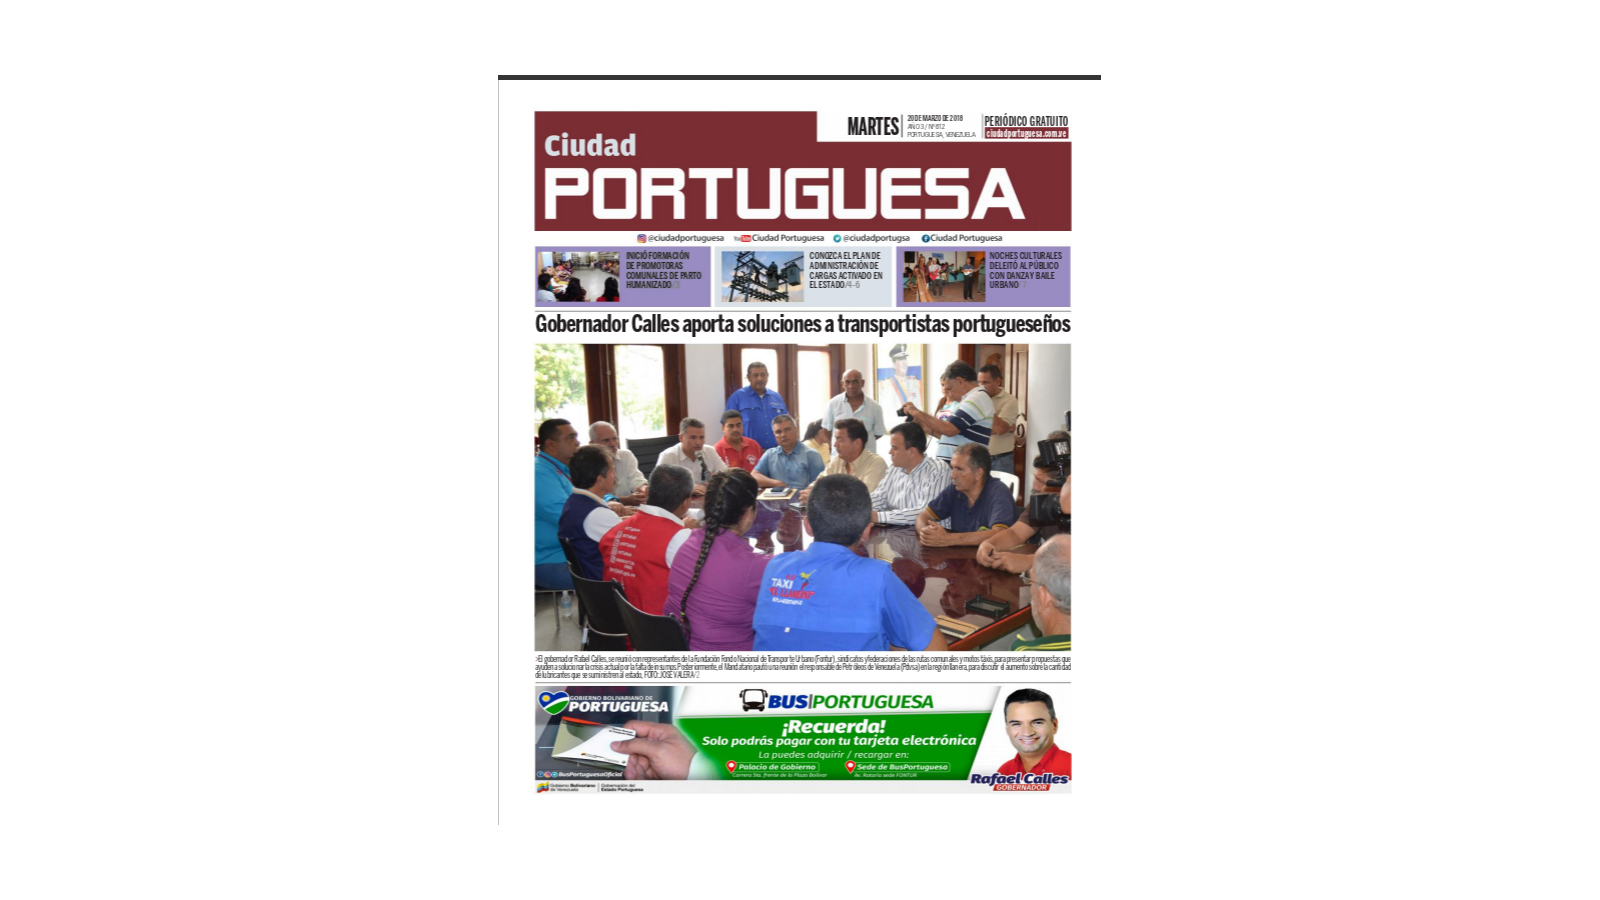 MARTES
20 DE MARZO DE 2018
AÑO 3 / Nº 612
PORTUGUESA, VENEZUELA
PERIÓDICO GRATUITO
ciudadportuguesa.com.ve
Ciudad
PORTUGUESA
@ciudadportuguesa YouTube Ciudad Portuguesa @ciudadportugsa Ciudad Portuguesa
INICIÓ FORMACIÓN
DE PROMOTORAS
COMUNALES DE PARTO
HUMANIZADO/3
CONOZCA EL PLAN DE
ADMINISTRACIÓN DE
CARGAS ACTIVADO EN
EL ESTADO/4-6
NOCHES CULTURALES
DELEITÓ AL PÚBLICO
CON DANZA Y BAILE
URBANO/7
Gobernador Calles aporta soluciones a transportistas portugueseños
TAXI
>El gobernador Rafael Calles, se reunió con representantes de la Fundación Fondo Nacional de Transporte Urbano (Fontur), sindicatos y federaciones de las rutas comunales y motos táxis, para presentar propuestas que
ayuden a solucionar la crisis actual por la falta de insumos. Posteriormente, el Mandatario pautó una reunión el responsable de Petróleos de Venezuela (Pdvsa) en la región llanera, para discutir el aumento sobre la cantidad
de lubricantes que se suministren al estado, FOTO: JOSE VALERA/2
GOBIERNO BOLIVARIANO DE
PORTUGUESA
BUS|PORTUGUESA
¡Recuerda!
Solo podrás pagar con tu tarjeta electrónica
La puedes adquirir / recargar en:
Palacio de Gobierno
Carrera 5ta. frente de la Plaza Bolívar
Sede de BusPortuguesa
Av. Rotaria sede FONTUR
@BusPortuguesaOficial
Rafael Calles
GOBERNADOR
Gobierno Bolivariano
de Venezuela
Gobernación del
Estado Portuguesa